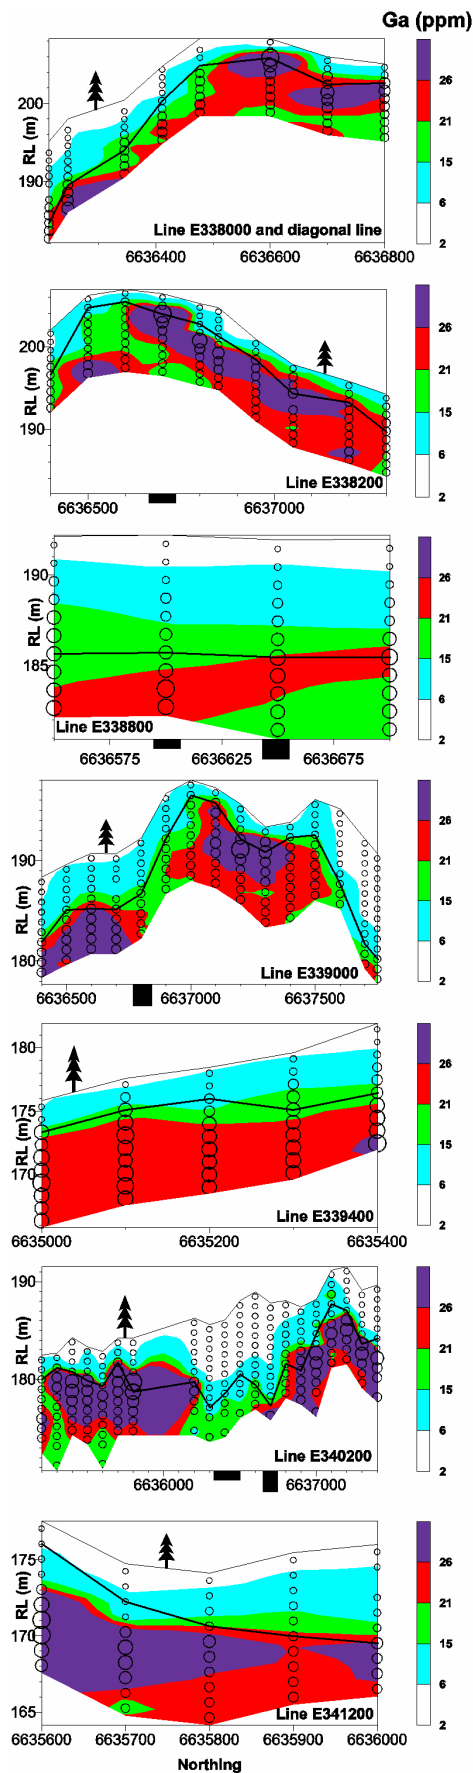 Ga (ppm)
26
21
15
6
2
RL (m)
200
190
Line E338000 and diagonal line
6636400 6636600 6636800
26
21
15
6
2
RL (m)
200
190
Line E338200
6636500 6637000
26
21
15
6
2
RL (m)
190
185
Line E338800
6636575 6636625 6636675
26
21
15
6
2
RL (m)
190
180
Line E339000
6636500 6637000 6637500
26
21
15
6
2
RL (m)
180
175
170
Line E339400
6635000 6635200 6635400
26
21
15
6
2
RL (m)
190
180
Line E340200
6636000 6637000
26
21
15
6
2
RL (m)
175
170
165
Line E341200
6635600 6635700 6635800 6635900 6636000
Northing